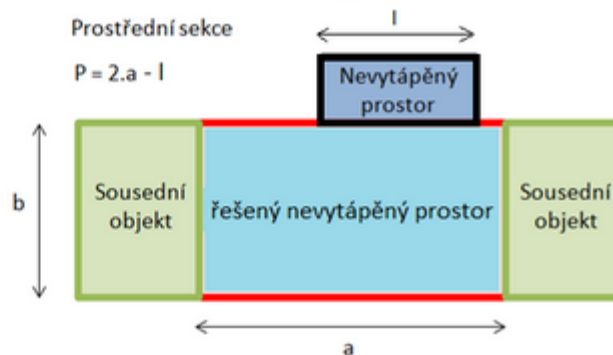 l
Prostřední sekce
P = 2.a - l
Nevytápěný
prostor
b
Sousední
objekt
řešený nevytápěný prostor
Sousední
objekt
a